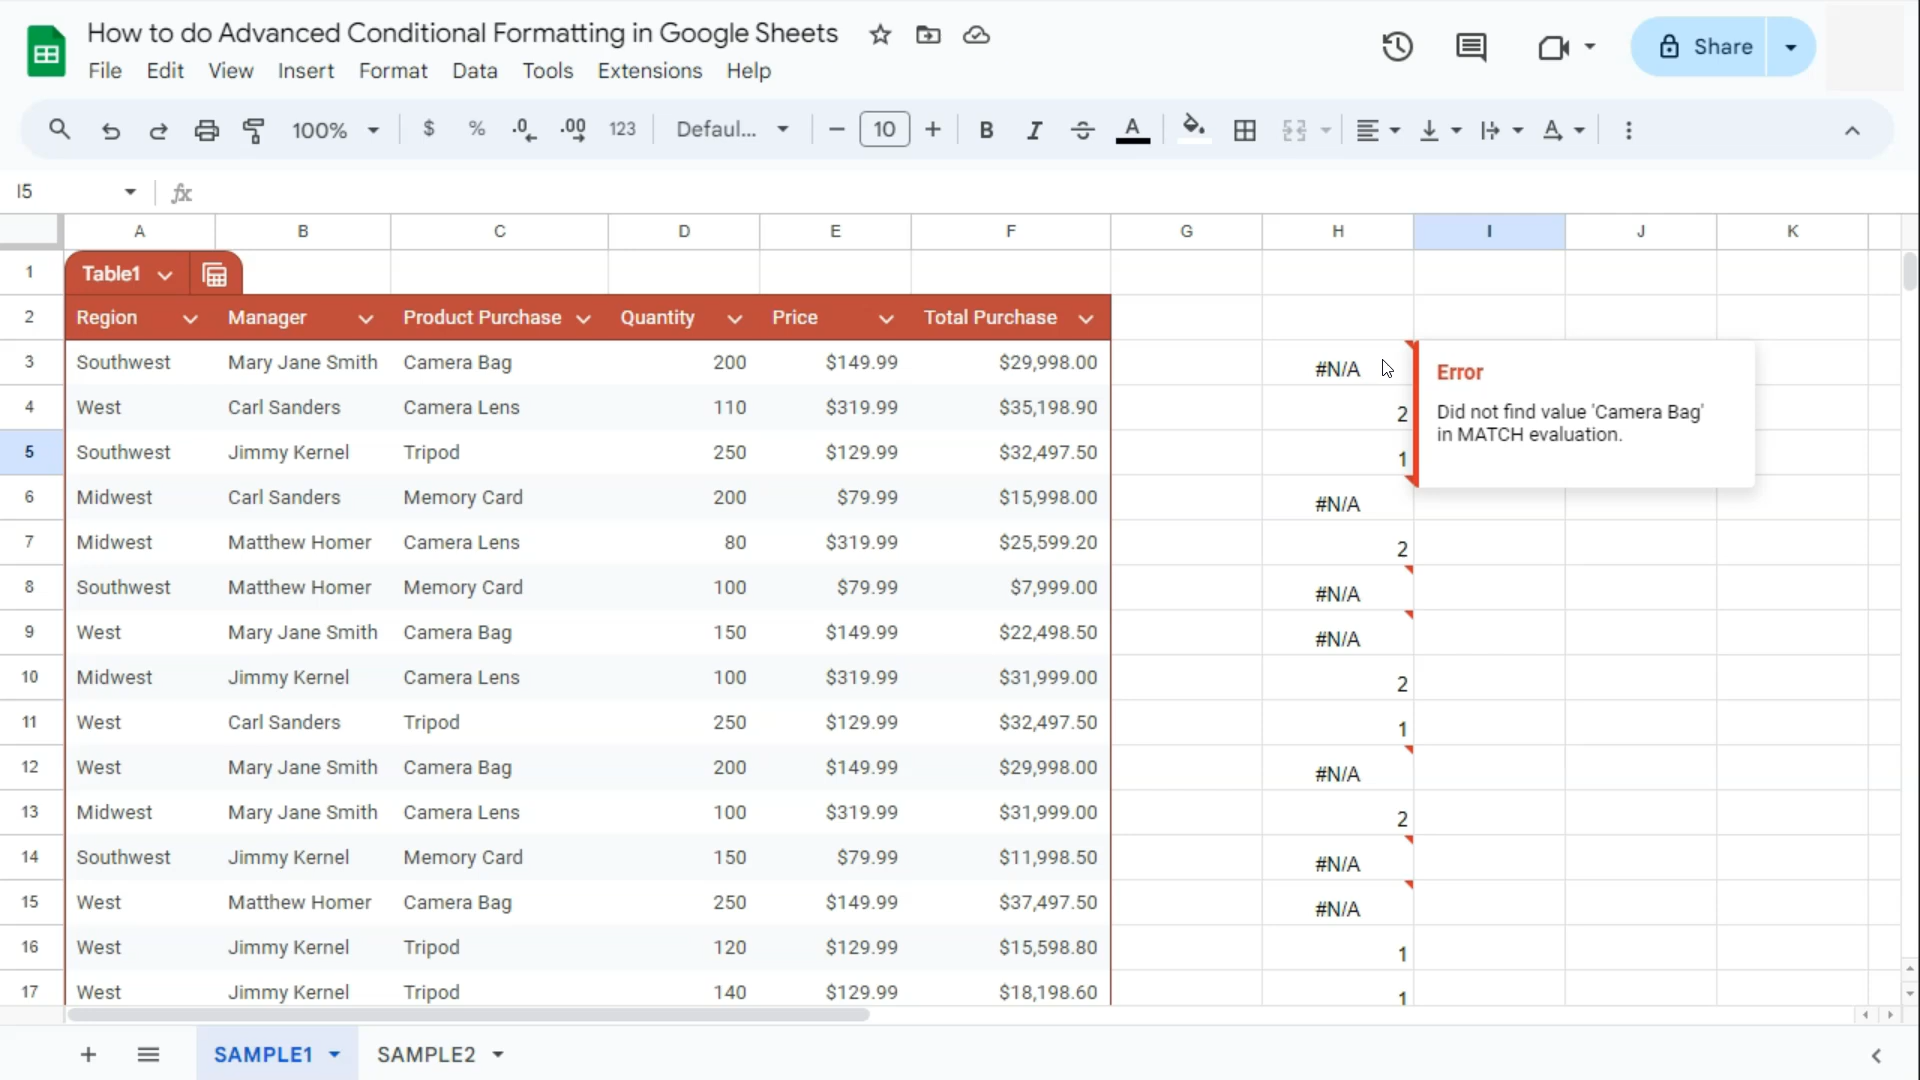 How to do Advanced Conditional Formatting in Google Sheets
File Edit View Insert Format Data Tools Extensions Help
Share
100% $ % .0 .00 123 Defaul... 10 B I A
I5 fx
A B C D E F G H I J K
1 Table1
2 Region Manager Product Purchase Quantity Price Total Purchase
3 Southwest Mary Jane Smith Camera Bag 200 $149.99 $29,998.00 #N/A
Error
Did not find value 'Camera Bag'
in MATCH evaluation.
4 West Carl Sanders Camera Lens 110 $319.99 $35,198.90 2
5 Southwest Jimmy Kernel Tripod 250 $129.99 $32,497.50 1
6 Midwest Carl Sanders Memory Card 200 $79.99 $15,998.00 #N/A
7 Midwest Matthew Homer Camera Lens 80 $319.99 $25,599.20 2
8 Southwest Matthew Homer Memory Card 100 $79.99 $7,999.00 #N/A
9 West Mary Jane Smith Camera Bag 150 $149.99 $22,498.50 #N/A
10 Midwest Jimmy Kernel Camera Lens 100 $319.99 $31,999.00 2
11 West Carl Sanders Tripod 250 $129.99 $32,497.50 1
12 West Mary Jane Smith Camera Bag 200 $149.99 $29,998.00 #N/A
13 Midwest Mary Jane Smith Camera Lens 100 $319.99 $31,999.00 2
14 Southwest Jimmy Kernel Memory Card 150 $79.99 $11,998.50 #N/A
15 West Matthew Homer Camera Bag 250 $149.99 $37,497.50 #N/A
16 West Jimmy Kernel Tripod 120 $129.99 $15,598.80 1
17 West Jimmy Kernel Tripod 140 $129.99 $18,198.60 1
SAMPLE1 SAMPLE2